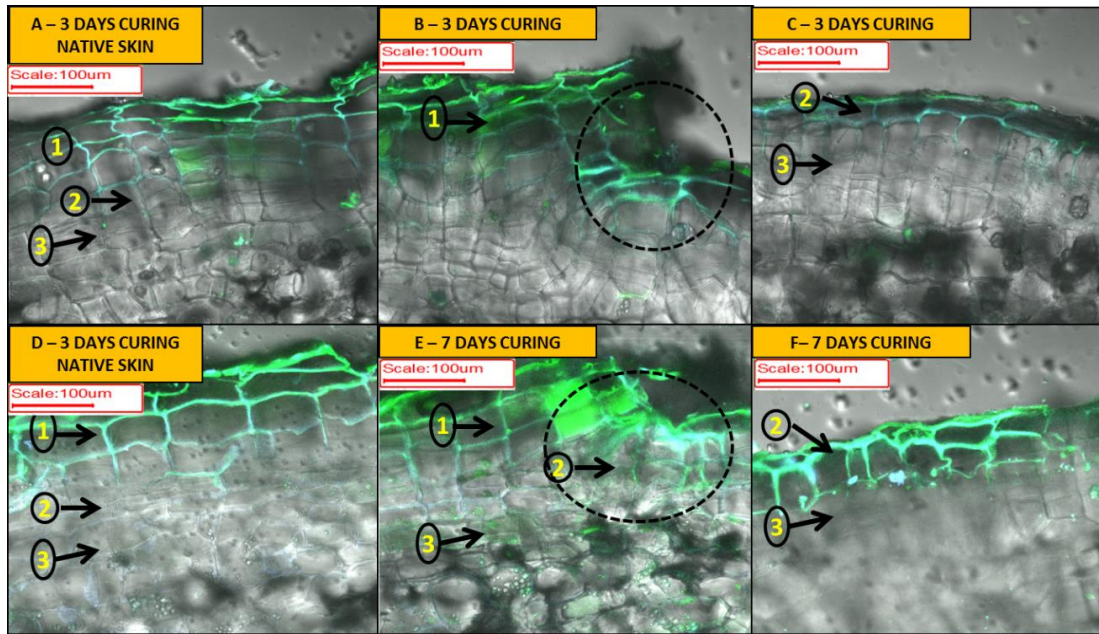 A – 3 DAYS CURING
NATIVE SKIN
Scale:100um
1
2
3
B – 3 DAYS CURING
Scale:100um
1
C – 3 DAYS CURING
Scale:100um
2
3
D – 3 DAYS CURING
NATIVE SKIN
Scale:100um
1
2
3
E – 7 DAYS CURING
Scale:100um
1
2
3
F – 7 DAYS CURING
Scale:100um
2
3